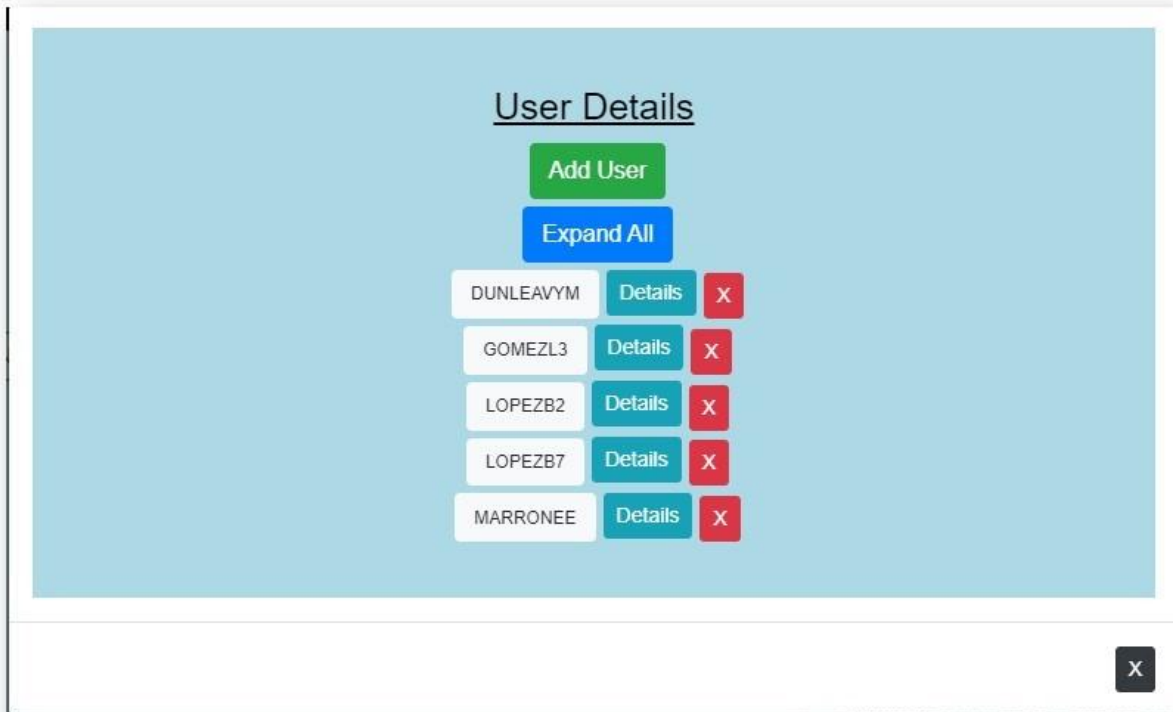 User Details
Add User
Expand All
DUNLEAVYM Details X
GOMEZL3 Details X
LOPEZB2 Details X
LOPEZB7 Details X
MARRONEE Details X
X